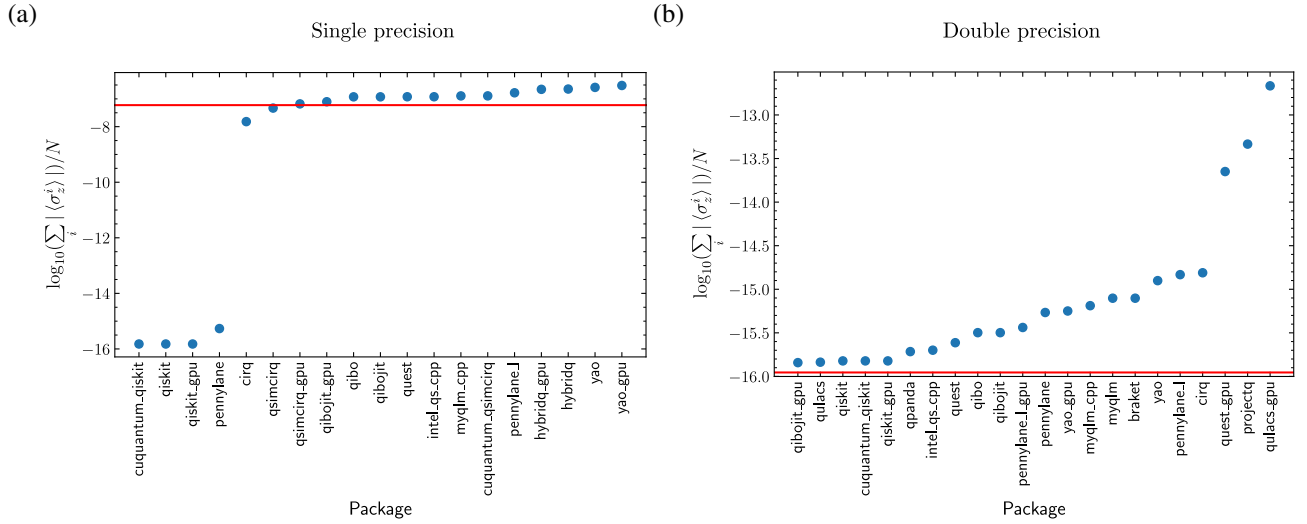 (a)
Single precision
−8
−10
−12
−14
−16
log₁₀(∑ᵢ | ⟨σ_z^i⟩ |)/N
cuquantum_qiskit
qiskit
qiskit_gpu
pennylane
cirq
qsimcirq
qsimcirq_gpu
qibojit_gpu
qibo
qibojit
quest
intel_qs_cpp
myqlm_cpp
cuquantum_qsimcirq
pennylane_l
hybridq_gpu
hybridq
yao
yao_gpu
Package
(b)
Double precision
−13.0
−13.5
−14.0
−14.5
−15.0
−15.5
−16.0
log₁₀(∑ᵢ | ⟨σ_z^i⟩ |)/N
qibojit_gpu
qulacs
qiskit
cuquantum_qiskit
qiskit_gpu
qpanda
intel_qs_cpp
quest
qibo
qibojit
pennylane_l_gpu
pennylane
yao_gpu
myqlm_cpp
myqlm
braket
yao
pennylane_l
cirq
quest_gpu
projectq
qulacs_gpu
Package